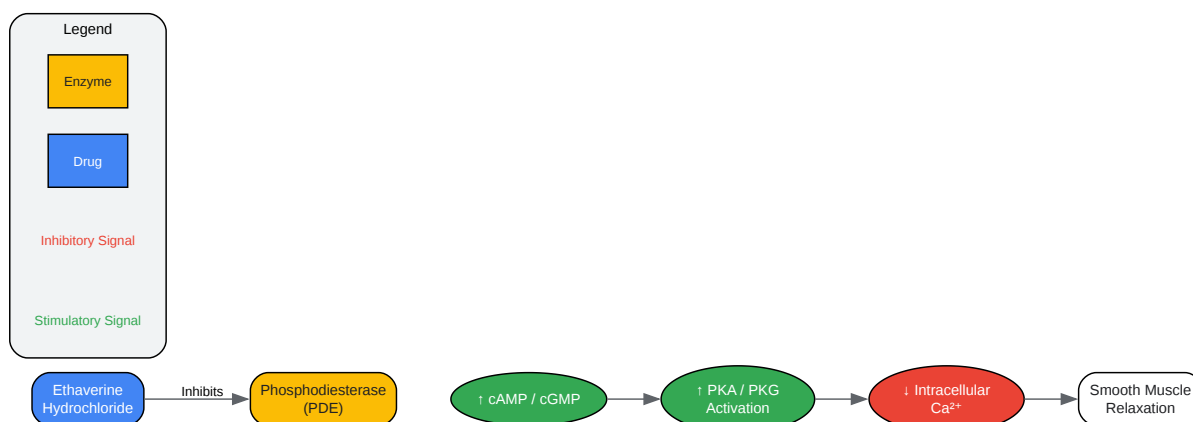 Legend
Enzyme
Drug
Inhibitory Signal
Stimulatory Signal
Ethaverine
Hydrochloride
Inhibits
Phosphodiesterase
(PDE)
↑ cAMP / cGMP
↑ PKA / PKG
Activation
↓ Intracellular
Ca²⁺
Smooth Muscle
Relaxation